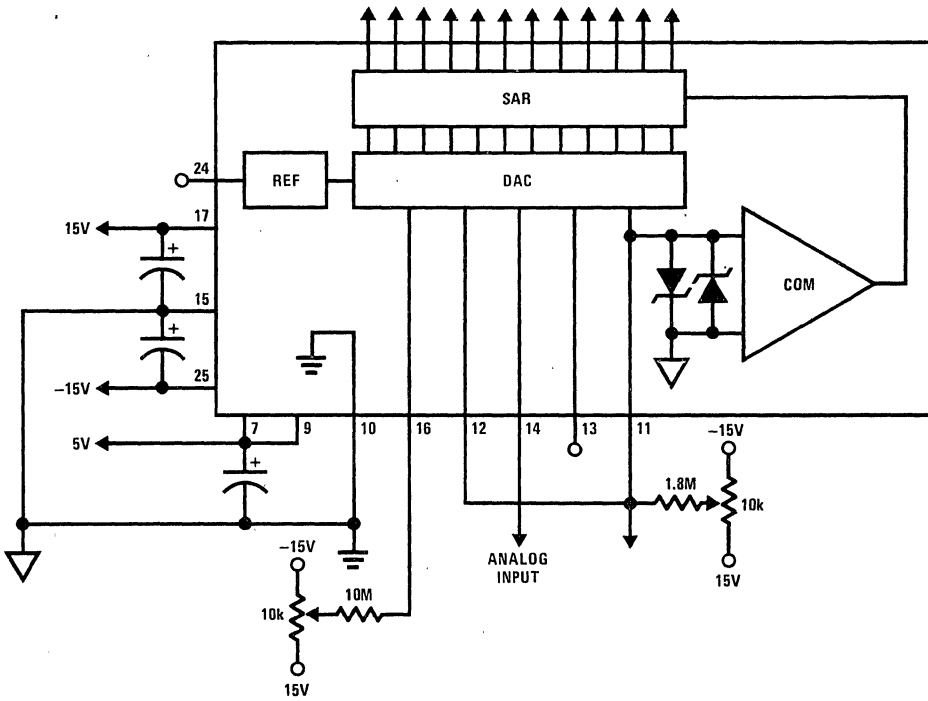 SAR
24
REF
DAC
17
15V
COM
15
+
+
25
–15V
7
9
10
16
12
14
13
11
–15V
5V
+
1.8M
10k
ANALOG
INPUT
–15V
15V
10M
10k
15V